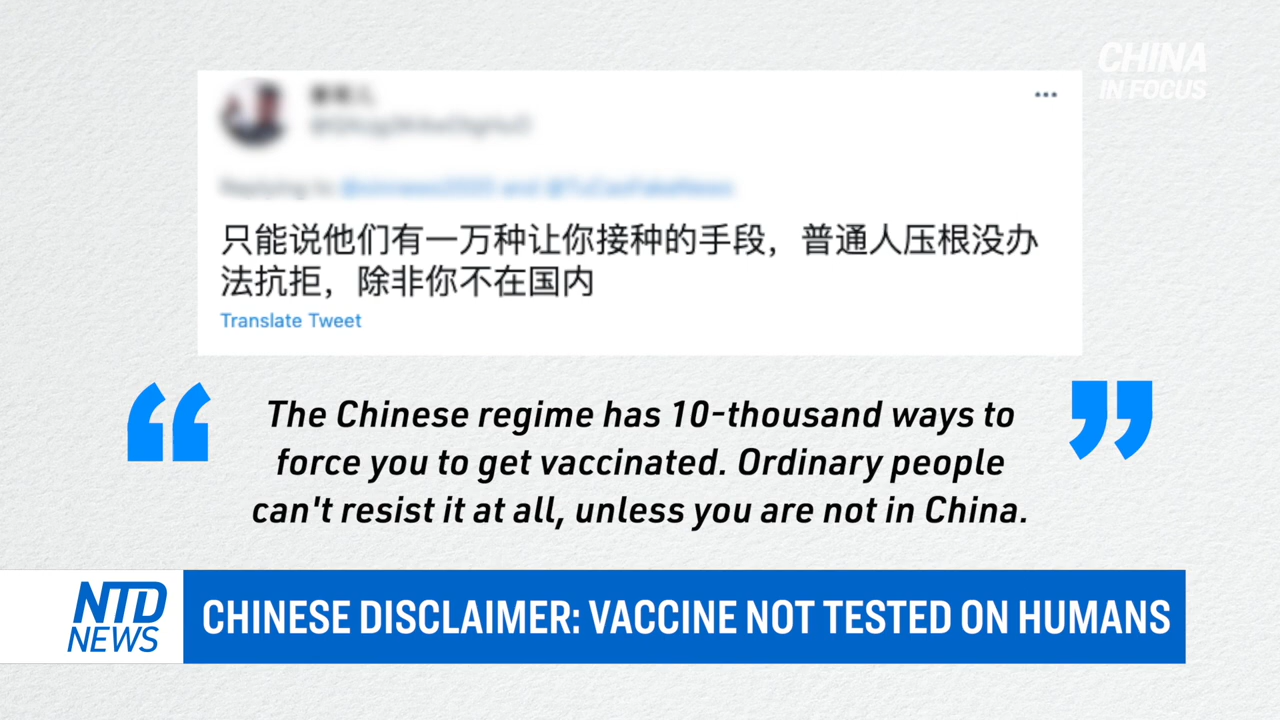 CHINA
IN FOCUS
Replying to
只能说他们有一万种让你接种的手段，普通人压根没办
法抗拒，除非你不在国内
Translate Tweet
“The Chinese regime has 10-thousand ways to
force you to get vaccinated. Ordinary people
can't resist it at all, unless you are not in China.”
NTD
NEWS
CHINESE DISCLAIMER: VACCINE NOT TESTED ON HUMANS